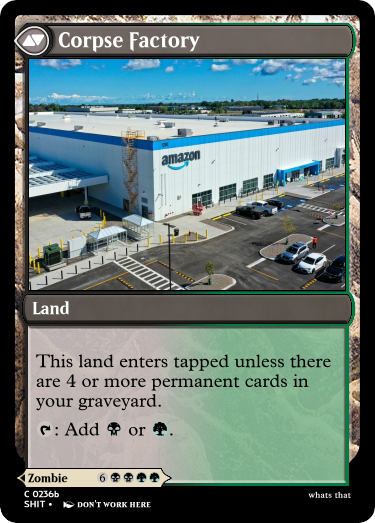 Corpse Factory
amazon
Land
This land enters tapped unless there
are 4 or more permanent cards in
your graveyard.
: Add or .
Zombie 6
C 0236b
SHIT • DON'T WORK HERE
whats that